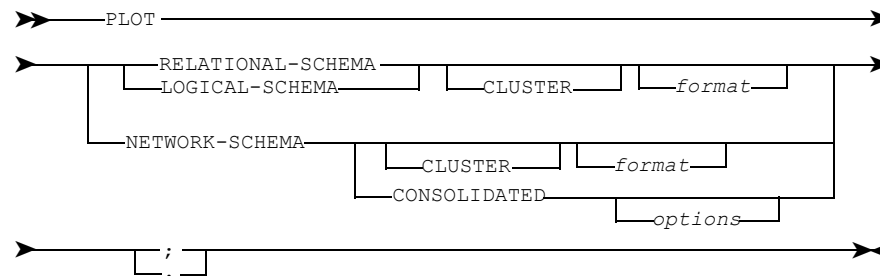 PLOT
RELATIONAL-SCHEMA
LOGICAL-SCHEMA CLUSTER format
NETWORK-SCHEMA
CLUSTER format
CONSOLIDATED
options
;
.